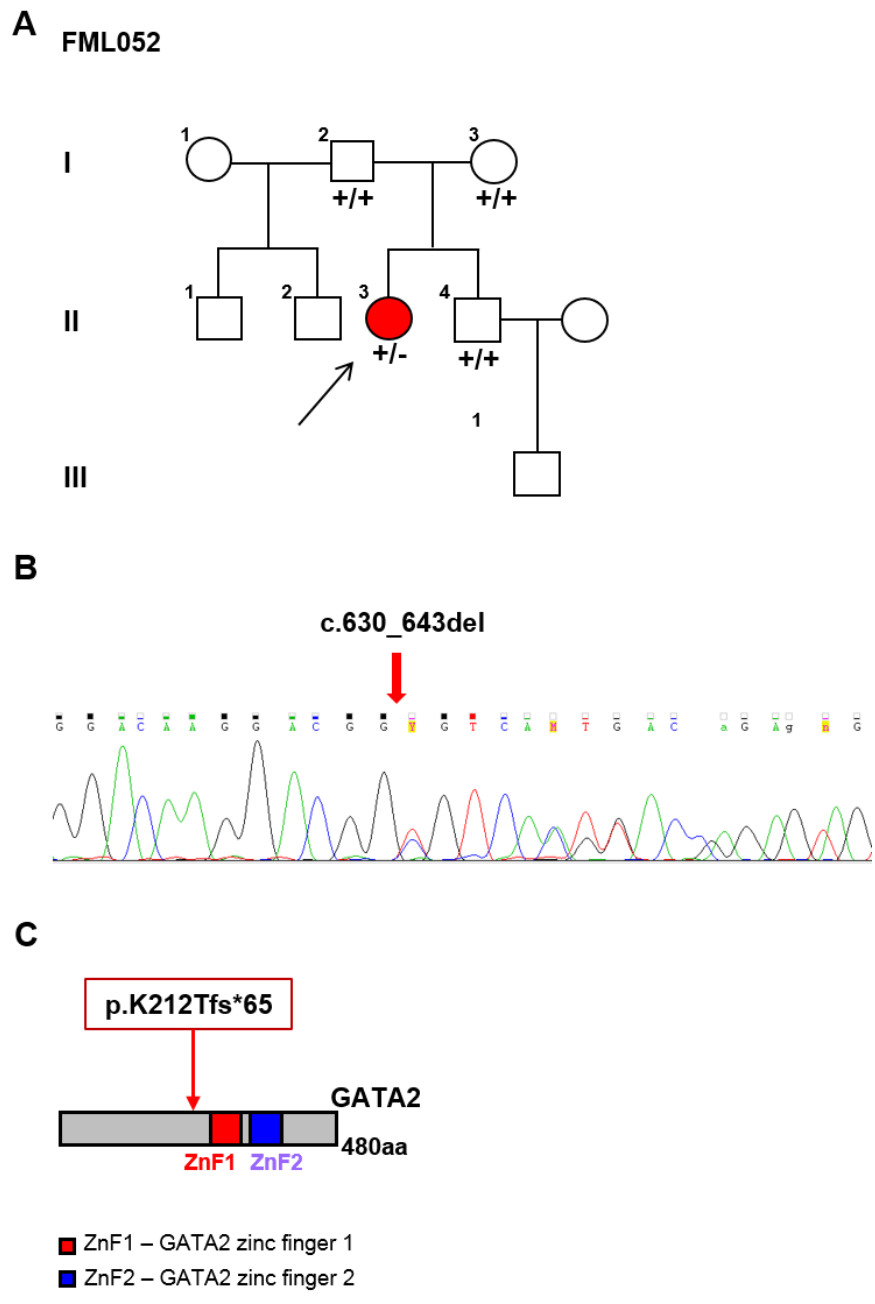 A
FML052
I
1
2
3
+/+
+/+
II
1
2
3
4
+/-
+/+
1
III
B
c.630_643del
G G A C A A G G A C G G Y G T C A M T G A C a G A g n G
C
p.K212Tfs*65
GATA2
480aa
ZnF1 ZnF2
ZnF1 – GATA2 zinc finger 1
ZnF2 – GATA2 zinc finger 2